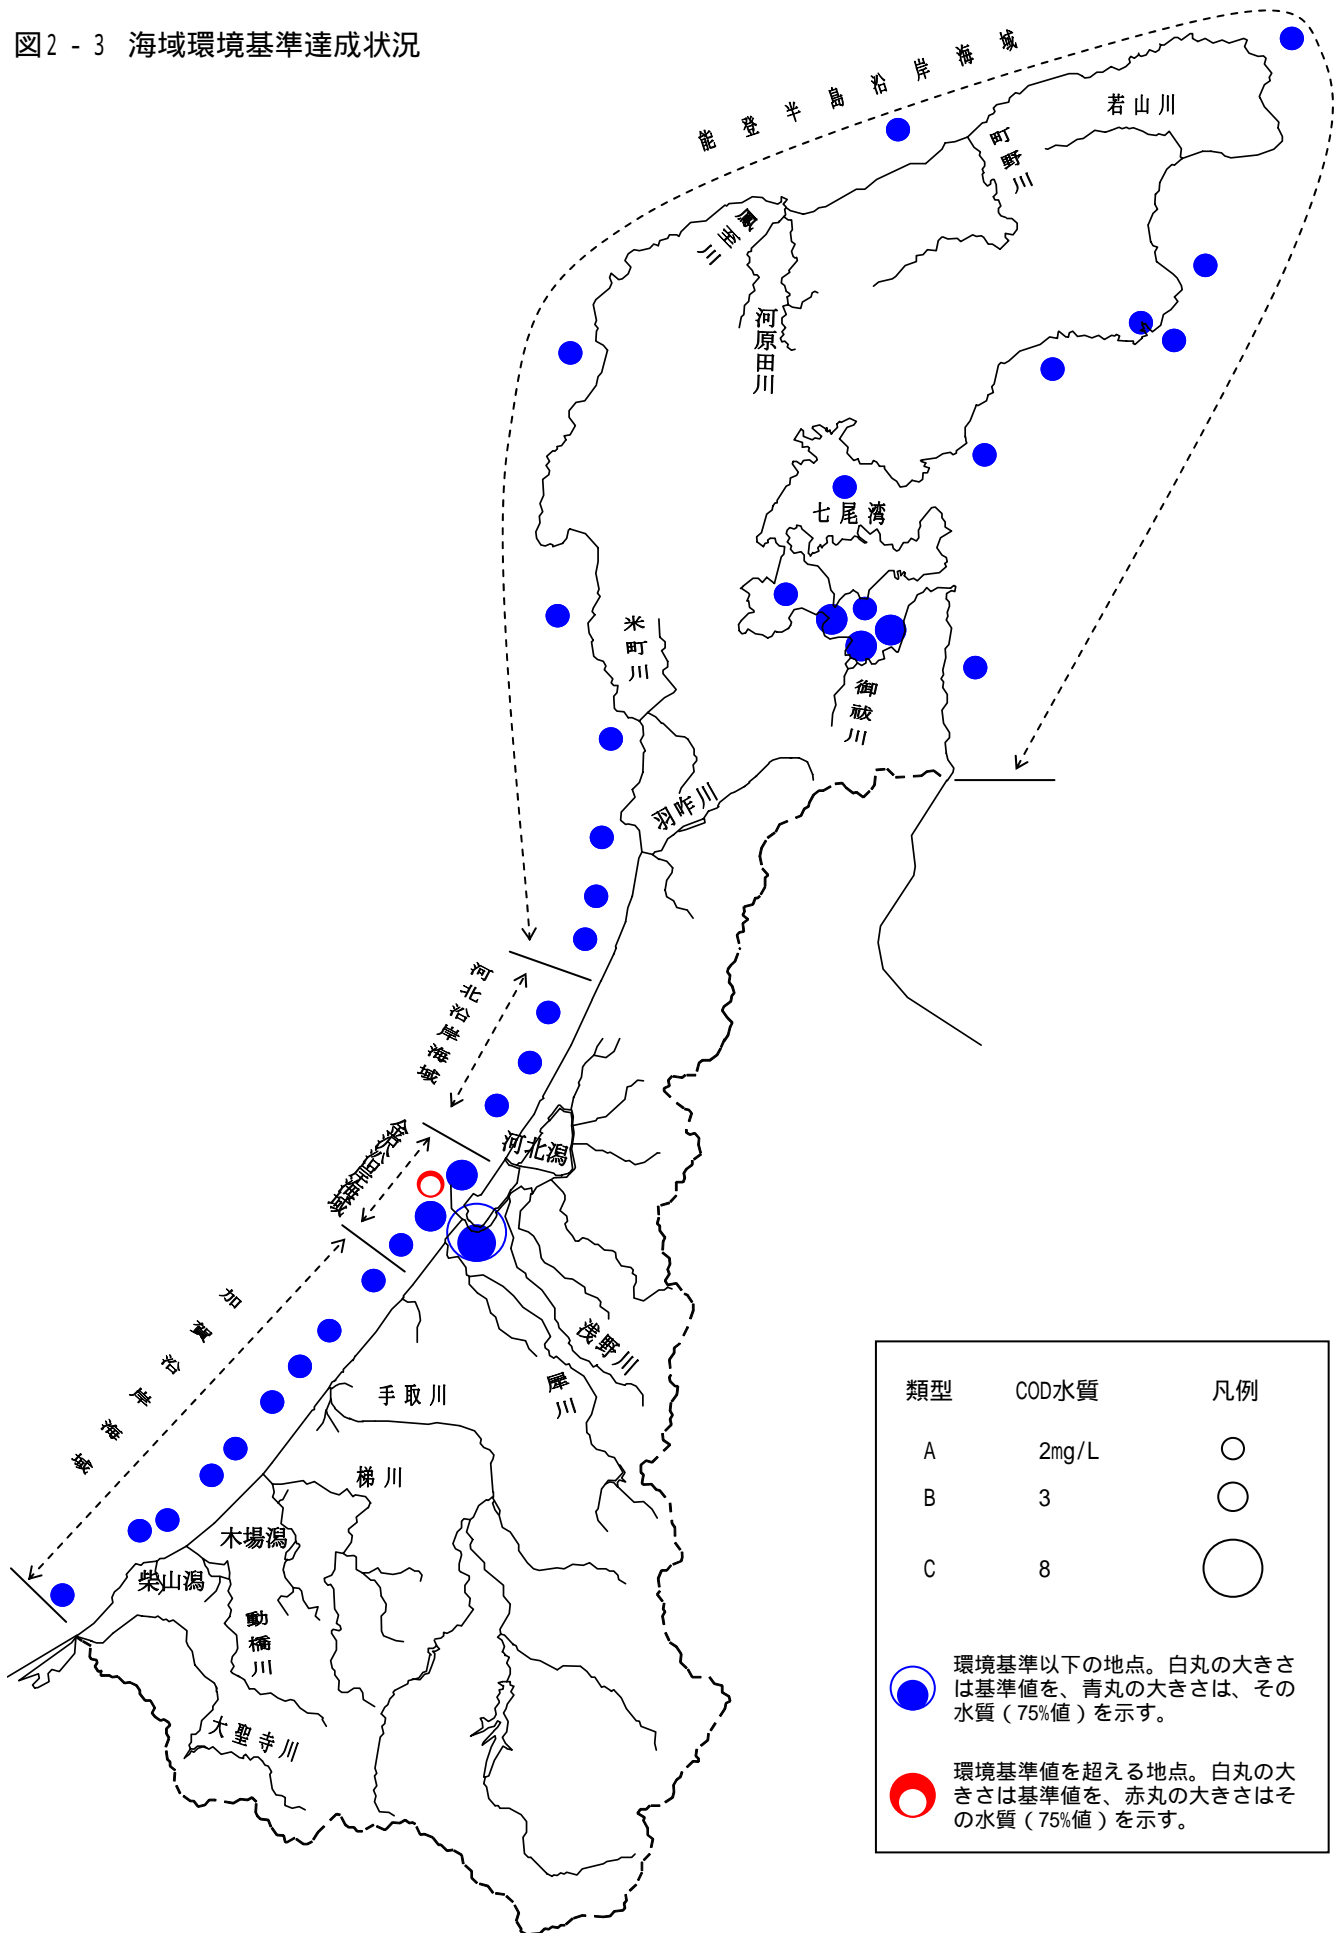 図2-3 海域環境基準達成状況
能登半島沿岸海域
若山川
町野川
鳳至川
河原田川
七尾湾
米町川
御祓川
羽咋川
河北沿岸海域
金沢沿岸海域
河北潟
加賀沿岸海域
浅野川
犀川
手取川
梯川
木場潟
柴山潟
動橋川
大聖寺川
類型 COD水質 凡例
A 2mg/L
B 3
C 8
環境基準以下の地点。白丸の大きさ
は基準値を、青丸の大きさは、その
水質(75%値)を示す。
環境基準値を超える地点。白丸の大
きさは基準値を、赤丸の大きさはそ
の水質(75%値)を示す。